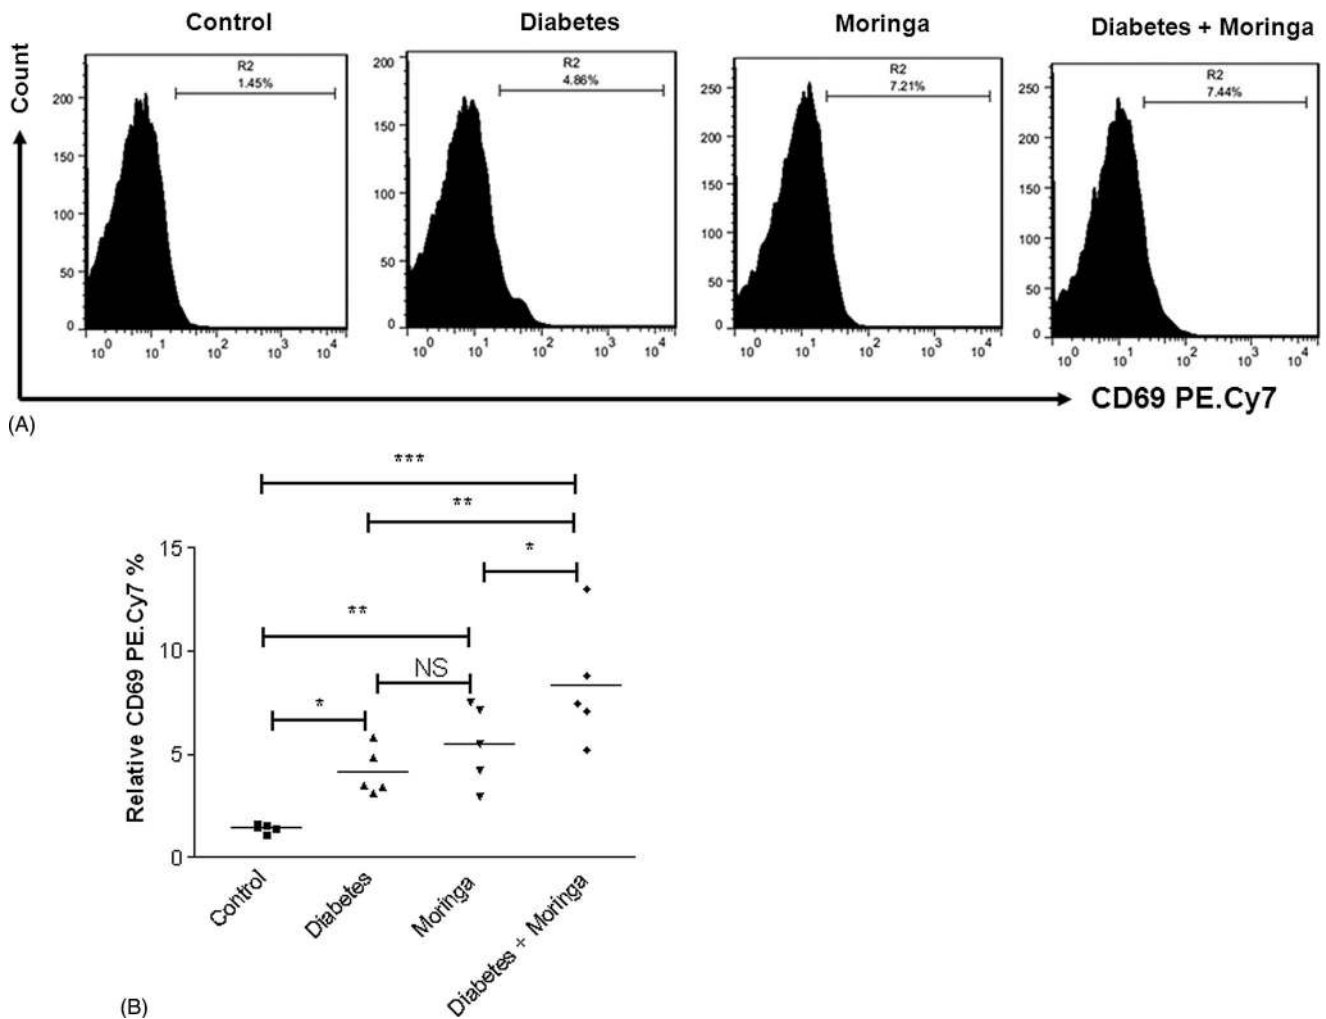 Control
Diabetes
Moringa
Diabetes + Moringa
Count
R2
1.45%
200
150
100
50
0
10^0 10^1 10^2 10^3 10^4
R2
4.86%
200
150
100
50
0
10^0 10^1 10^2 10^3 10^4
R2
7.21%
250
200
150
100
50
0
10^0 10^1 10^2 10^3 10^4
R2
7.44%
250
200
150
100
50
0
10^0 10^1 10^2 10^3 10^4
CD69 PE.Cy7
(A)
***
**
*
**
NS
*
Relative CD69 PE.Cy7 %
15
10
5
0
Control
Diabetes
Moringa
Diabetes + Moringa
(B)